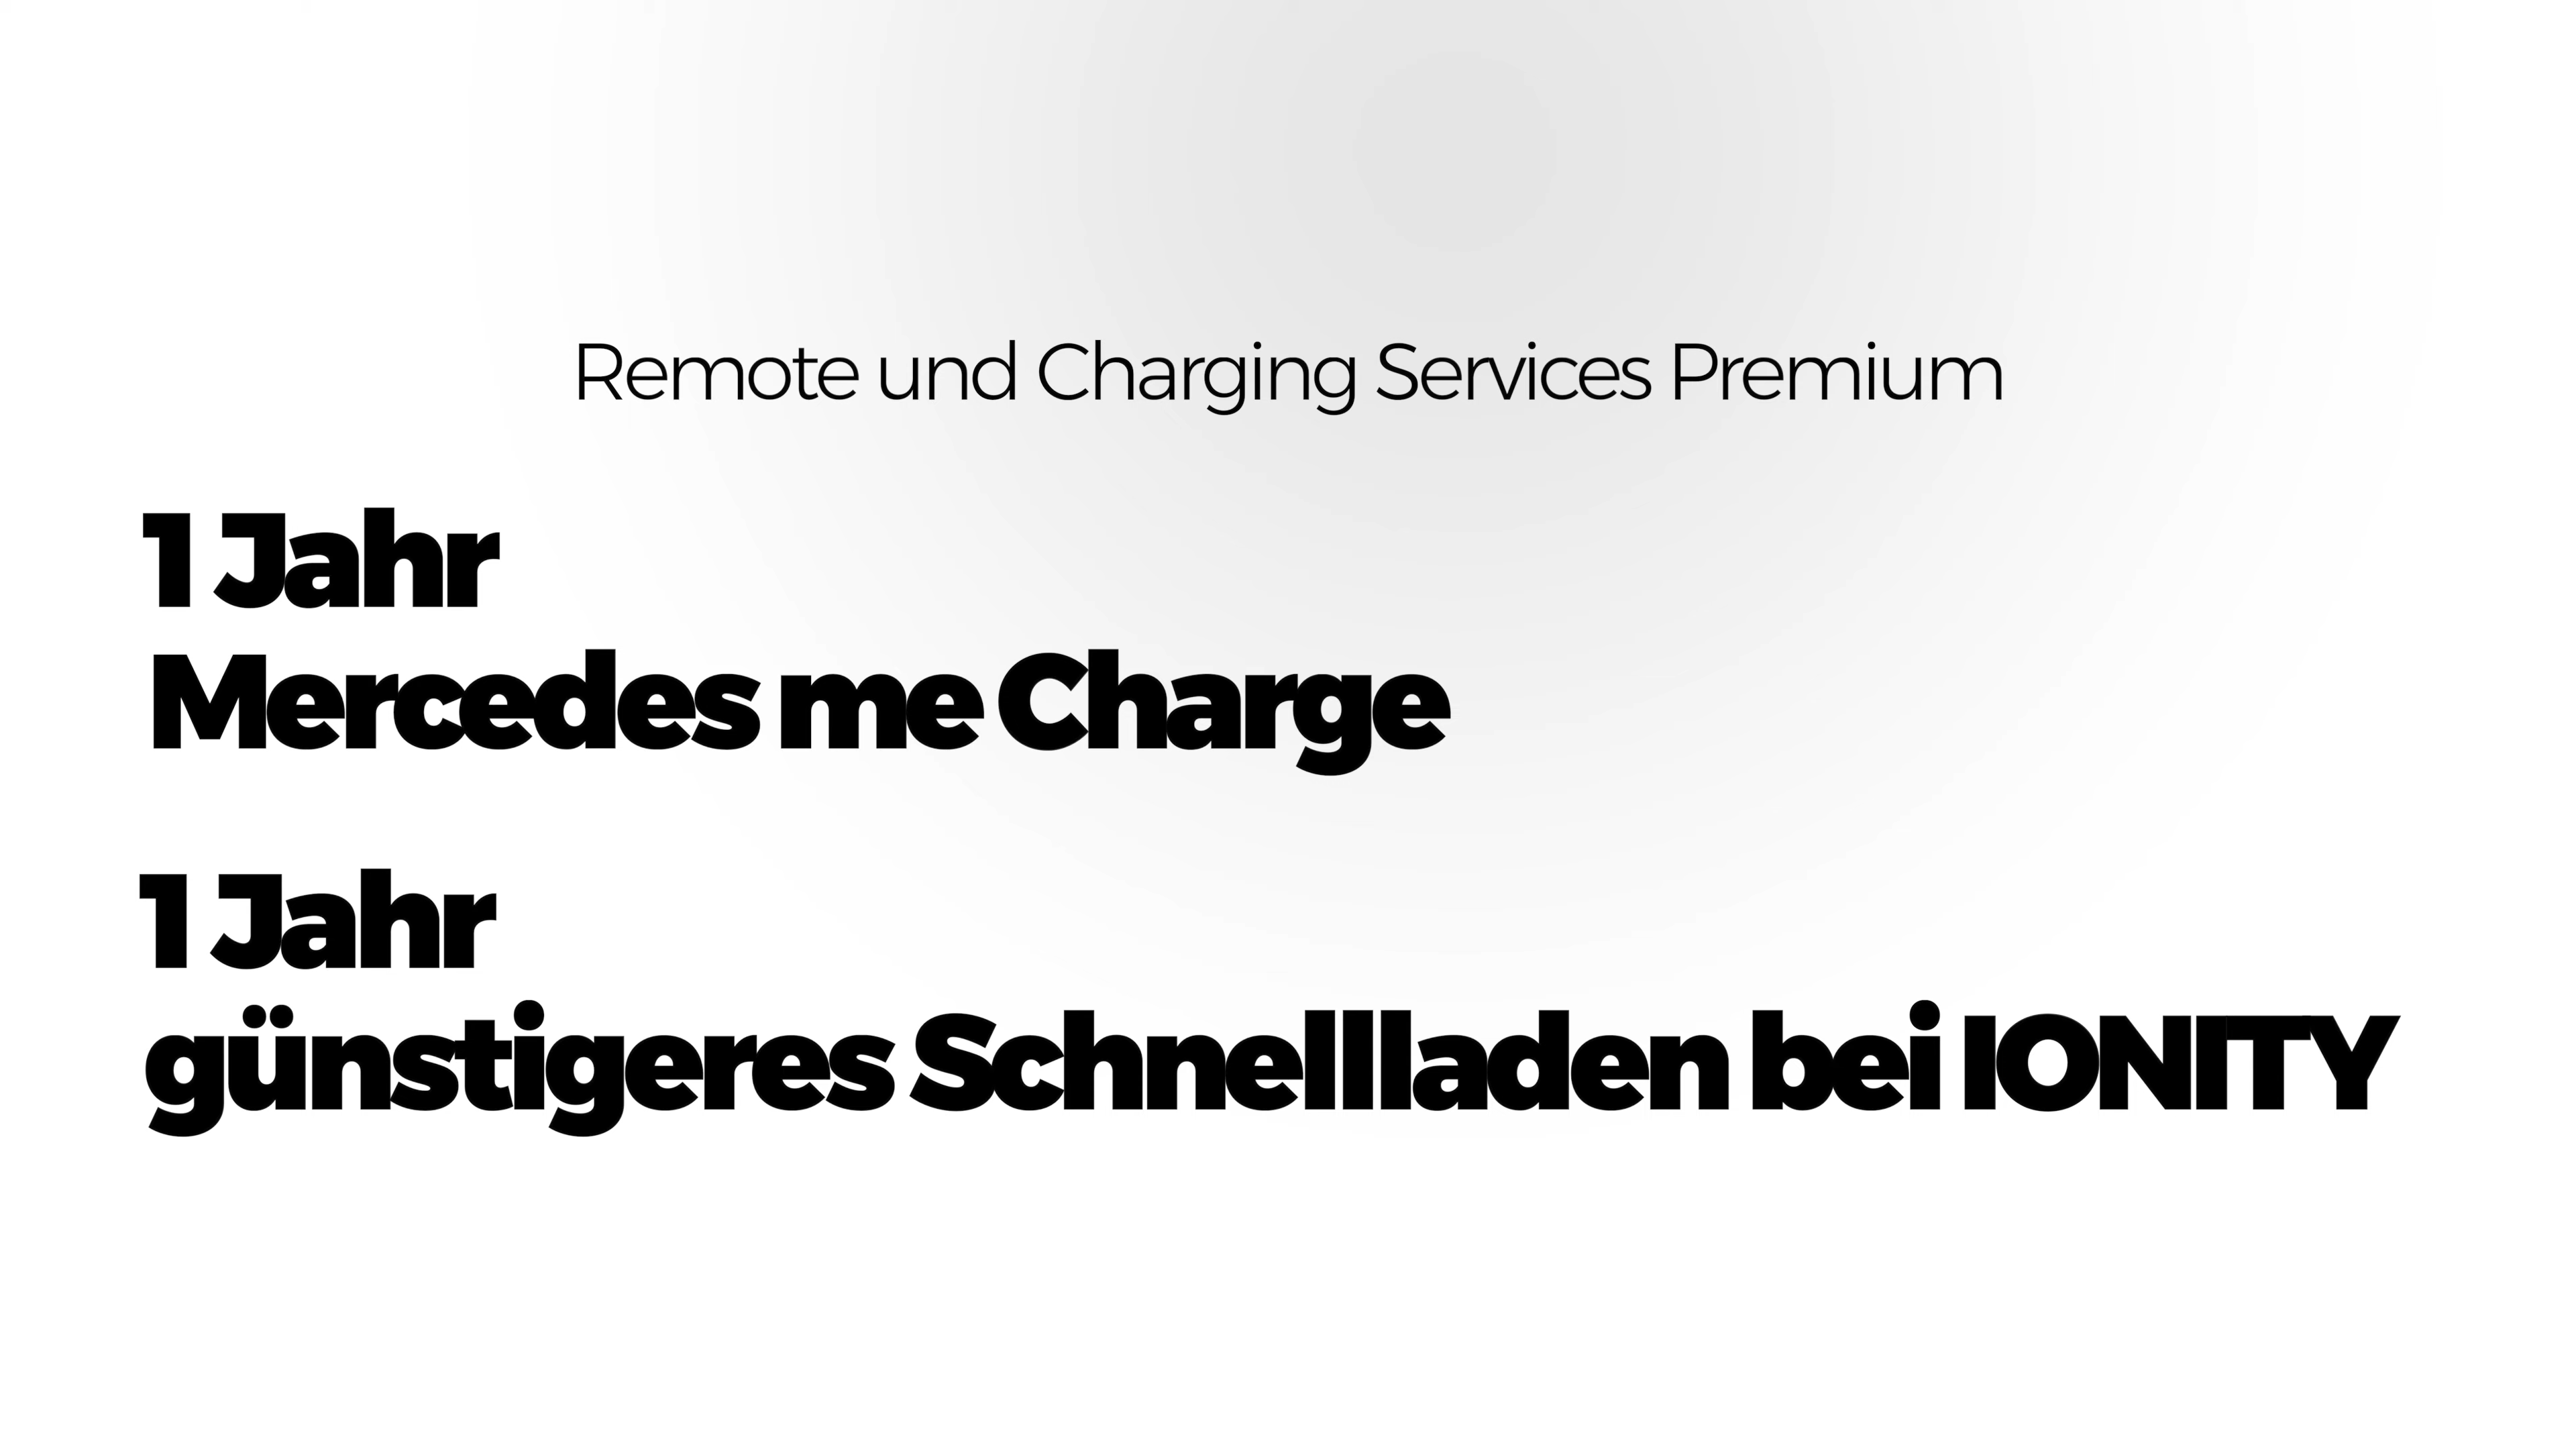 Remote und Charging Services Premium
1 Jahr
Mercedes me Charge
1 Jahr
günstigeres Schnellladen bei IONITY